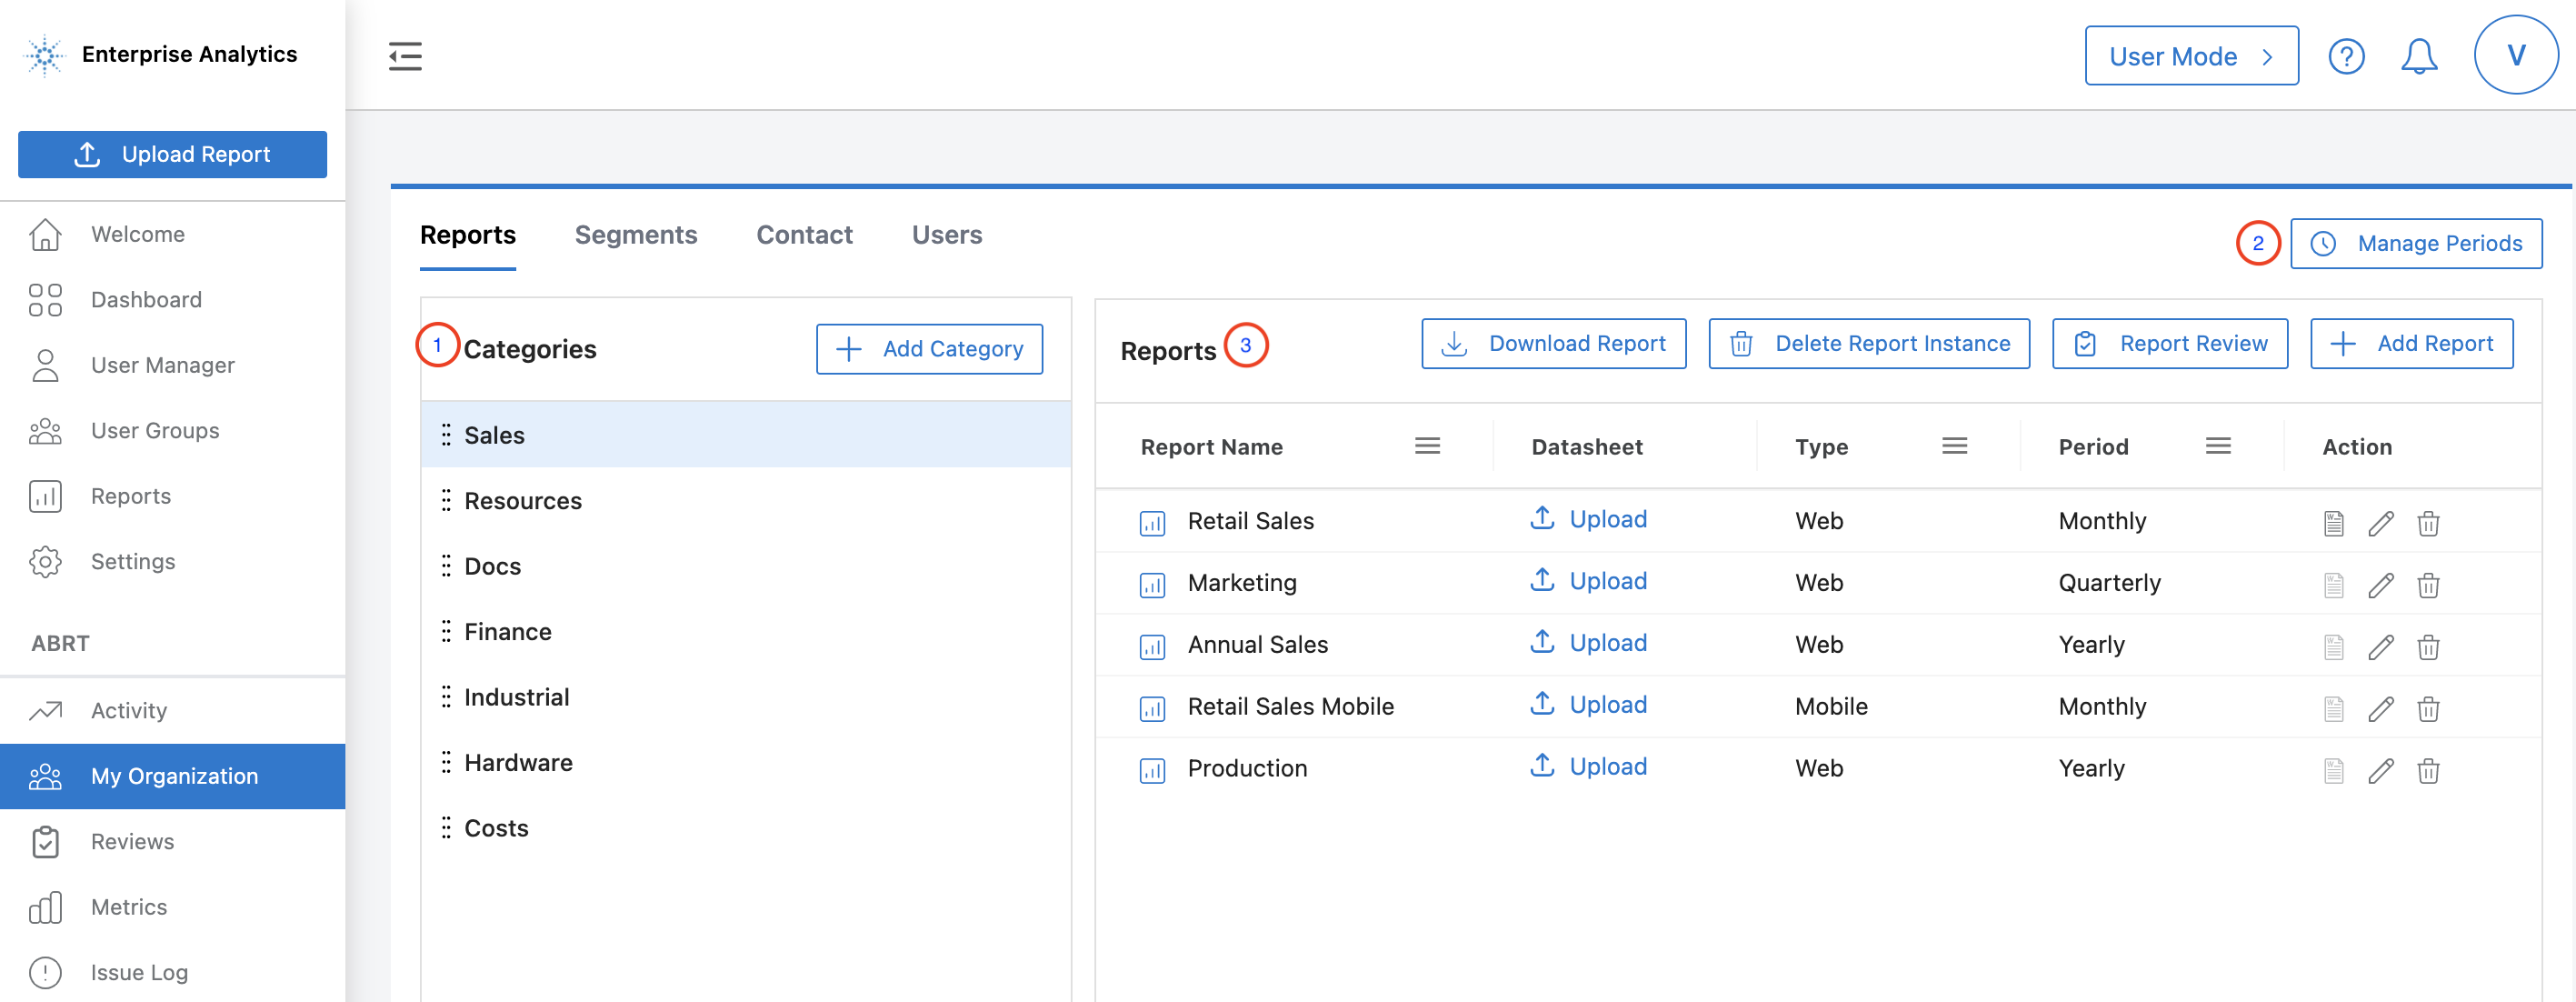 Enterprise Analytics
User Mode
V
Upload Report
Welcome
Dashboard
User Manager
User Groups
Reports
Settings
ABRT
Activity
My Organization
Reviews
Metrics
Issue Log
Reports Segments Contact Users
2 Manage Periods
1 Categories Add Category
Sales
Resources
Docs
Finance
Industrial
Hardware
Costs
Reports 3 Download Report Delete Report Instance Report Review Add Report
Report Name Datasheet Type Period Action
Retail Sales Upload Web Monthly
Marketing Upload Web Quarterly
Annual Sales Upload Web Yearly
Retail Sales Mobile Upload Mobile Monthly
Production Upload Web Yearly